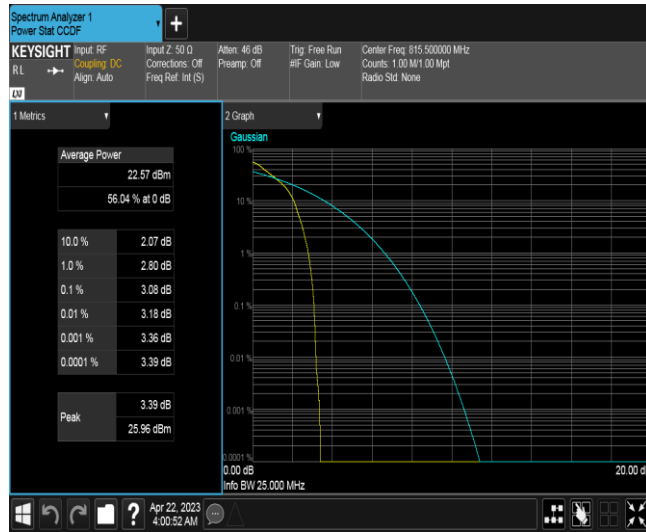 Spectrum Analyzer 1
Power Stat CCDF
+
KEYSIGHT
RL
LXI
Input: RF
Coupling: DC
Align: Auto
Input Z: 50 Ω
Corrections: Off
Freq Ref: Int (S)
Atten: 46 dB
Preamp: Off
Trig: Free Run
#IF Gain: Low
Center Freq: 815.500000 MHz
Counts: 1.00 M/1.00 Mpt
Radio Std: None
1 Metrics
Average Power
22.57 dBm
56.04 % at 0 dB
10.0 % 2.07 dB
1.0 % 2.80 dB
0.1 % 3.08 dB
0.01 % 3.18 dB
0.001 % 3.36 dB
0.0001 % 3.39 dB
Peak
3.39 dB
25.96 dBm
2 Graph
Gaussian
100 %
10 %
1 %
0.1 %
0.01 %
0.001 %
0.0001 %
0.00 dB
20.00 d
Info BW 25.000 MHz
?
Apr 22, 2023
4:00:52 AM